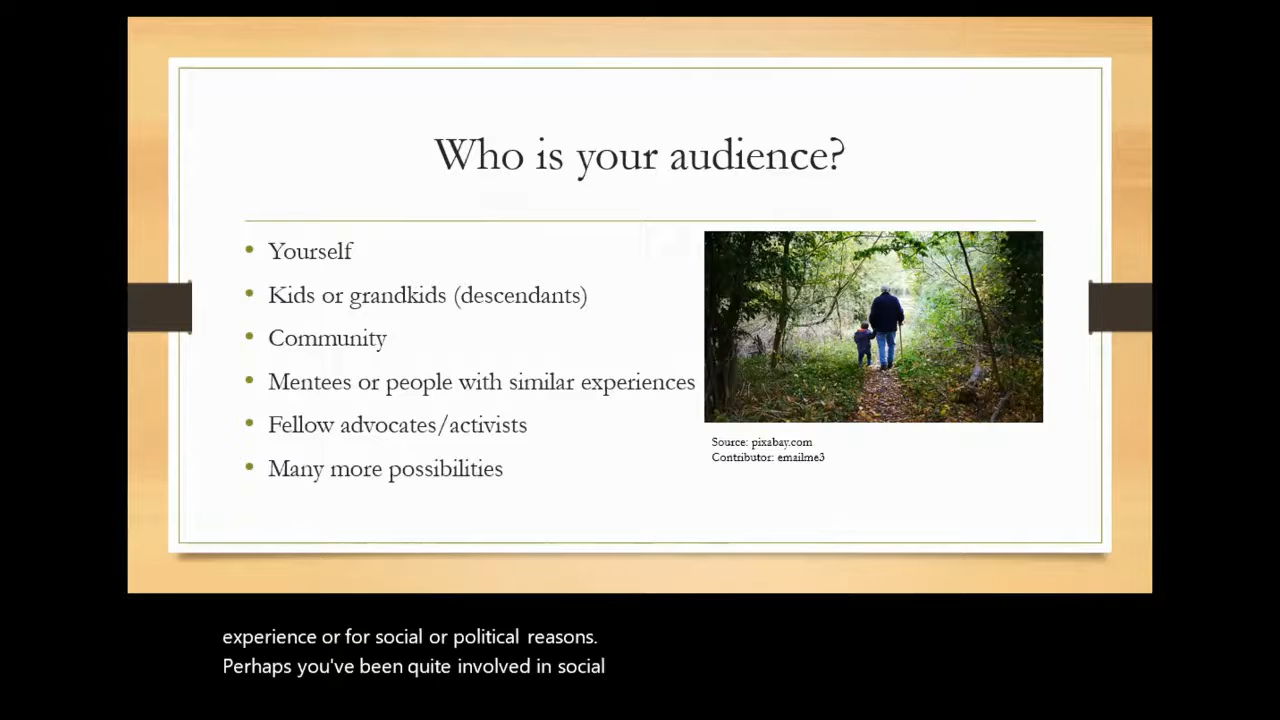 Who is your audience?
Yourself
Kids or grandkids (descendants)
Community
Mentees or people with similar experiences
Fellow advocates/activists
Many more possibilities
Source: pixabay.com
Contributor: emailme3
experience or for social or political reasons.
Perhaps you've been quite involved in social